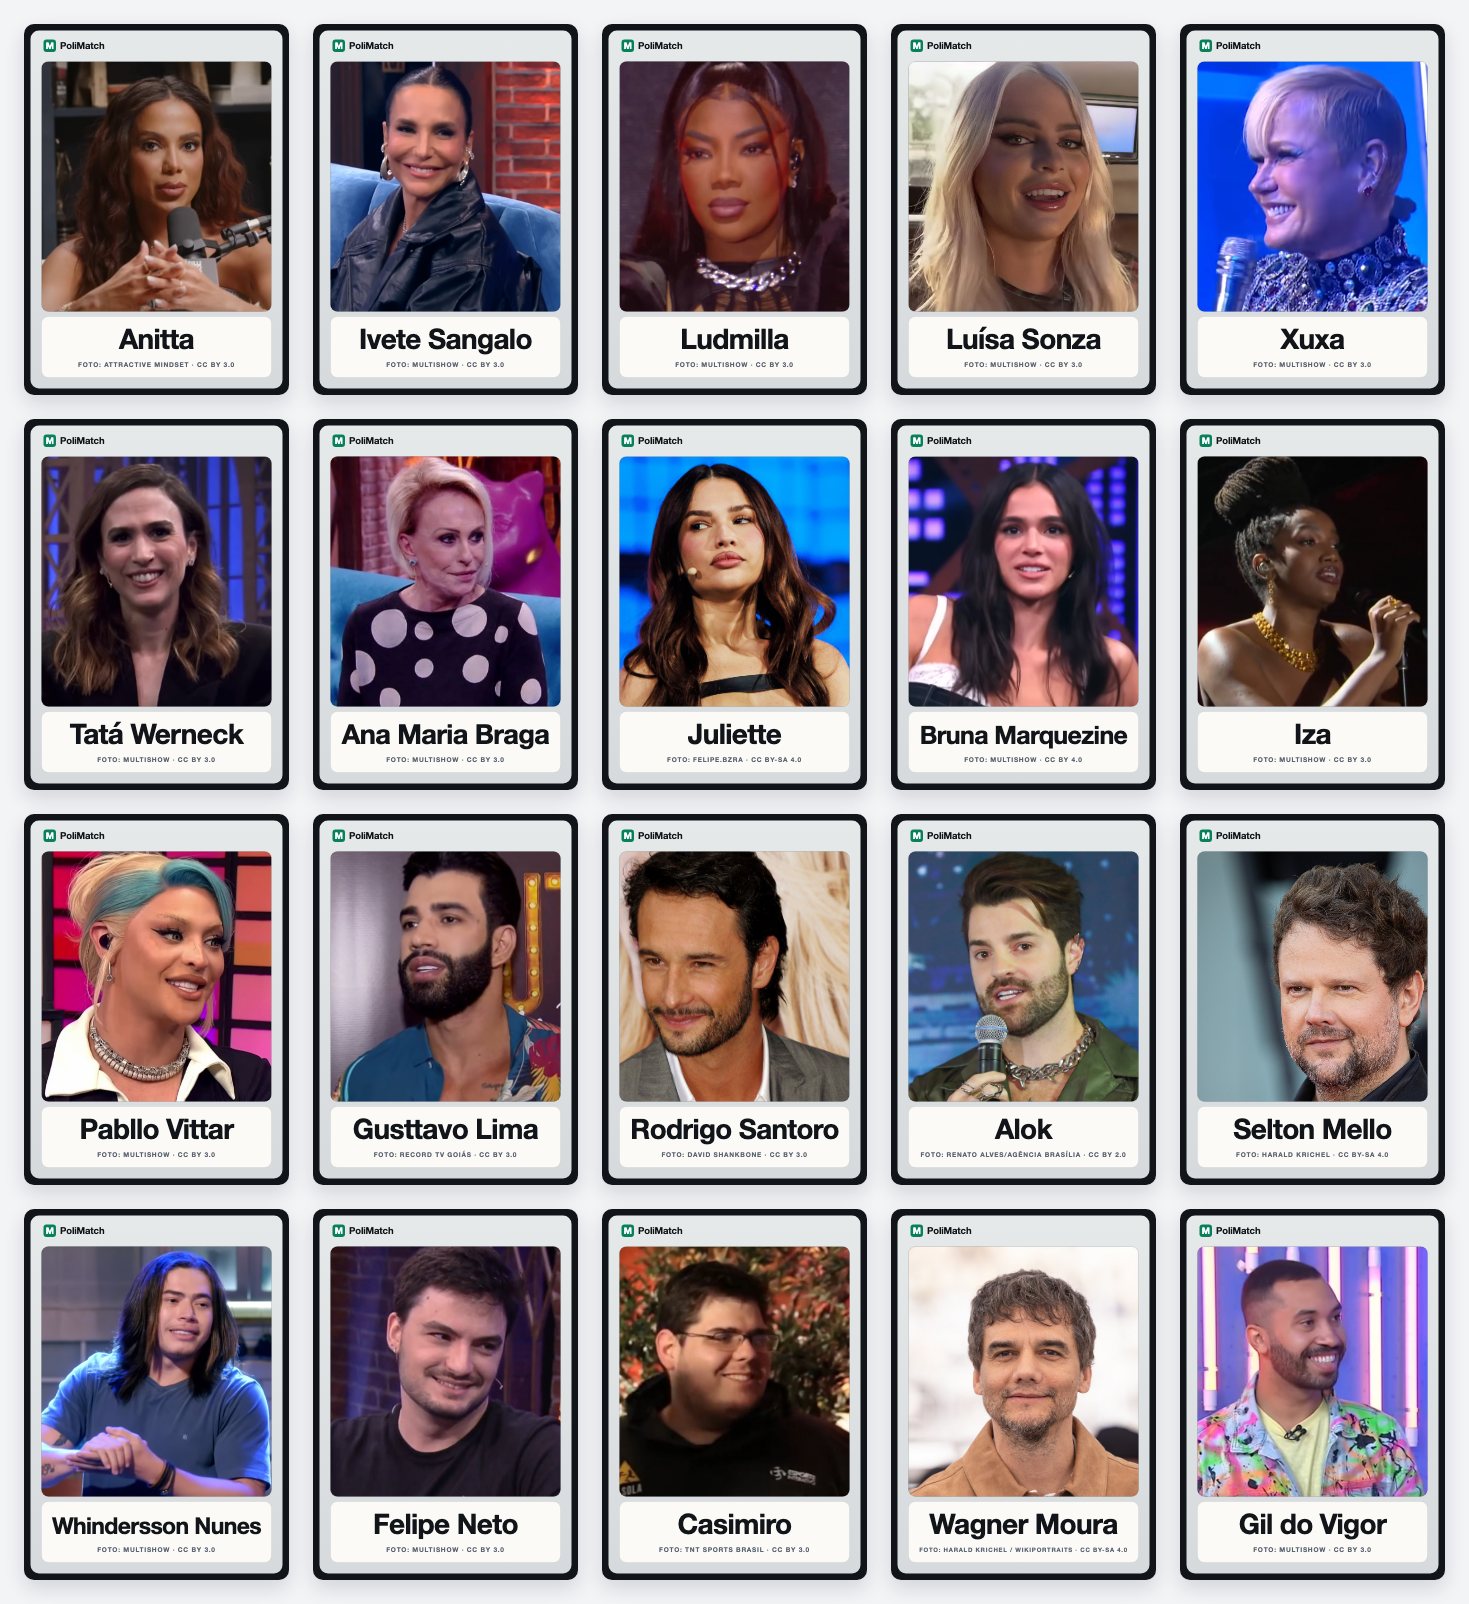 M PoliMatch
Anitta
FOTO: ATTRACTIVE MINDSET · CC BY 3.0
M PoliMatch
Ivete Sangalo
FOTO: MULTISHOW · CC BY 3.0
M PoliMatch
Ludmilla
FOTO: MULTISHOW · CC BY 3.0
M PoliMatch
Luísa Sonza
FOTO: MULTISHOW · CC BY 3.0
M PoliMatch
Xuxa
FOTO: MULTISHOW · CC BY 3.0
M PoliMatch
Tatá Werneck
FOTO: MULTISHOW · CC BY 3.0
M PoliMatch
Ana Maria Braga
FOTO: MULTISHOW · CC BY 3.0
M PoliMatch
Juliette
FOTO: FELIPE.BZRA · CC BY-SA 4.0
M PoliMatch
Bruna Marquezine
FOTO: MULTISHOW · CC BY 4.0
M PoliMatch
Iza
FOTO: MULTISHOW · CC BY 3.0
M PoliMatch
Pabllo Vittar
FOTO: MULTISHOW · CC BY 3.0
M PoliMatch
Gusttavo Lima
FOTO: RECORD TV GOIÁS · CC BY 3.0
M PoliMatch
Rodrigo Santoro
FOTO: DAVID SHANKBONE · CC BY 3.0
M PoliMatch
Alok
FOTO: RENATO ALVES/AGÊNCIA BRASÍLIA · CC BY 2.0
M PoliMatch
Selton Mello
FOTO: HARALD KRICHEL · CC BY-SA 4.0
M PoliMatch
Whindersson Nunes
FOTO: MULTISHOW · CC BY 3.0
M PoliMatch
Felipe Neto
FOTO: MULTISHOW · CC BY 3.0
M PoliMatch
SOLA
Casimiro
FOTO: TNT SPORTS BRASIL · CC BY 3.0
M PoliMatch
Wagner Moura
FOTO: HARALD KRICHEL / WIKIPORTRAITS · CC BY-SA 4.0
M PoliMatch
Gil do Vigor
FOTO: MULTISHOW · CC BY 3.0